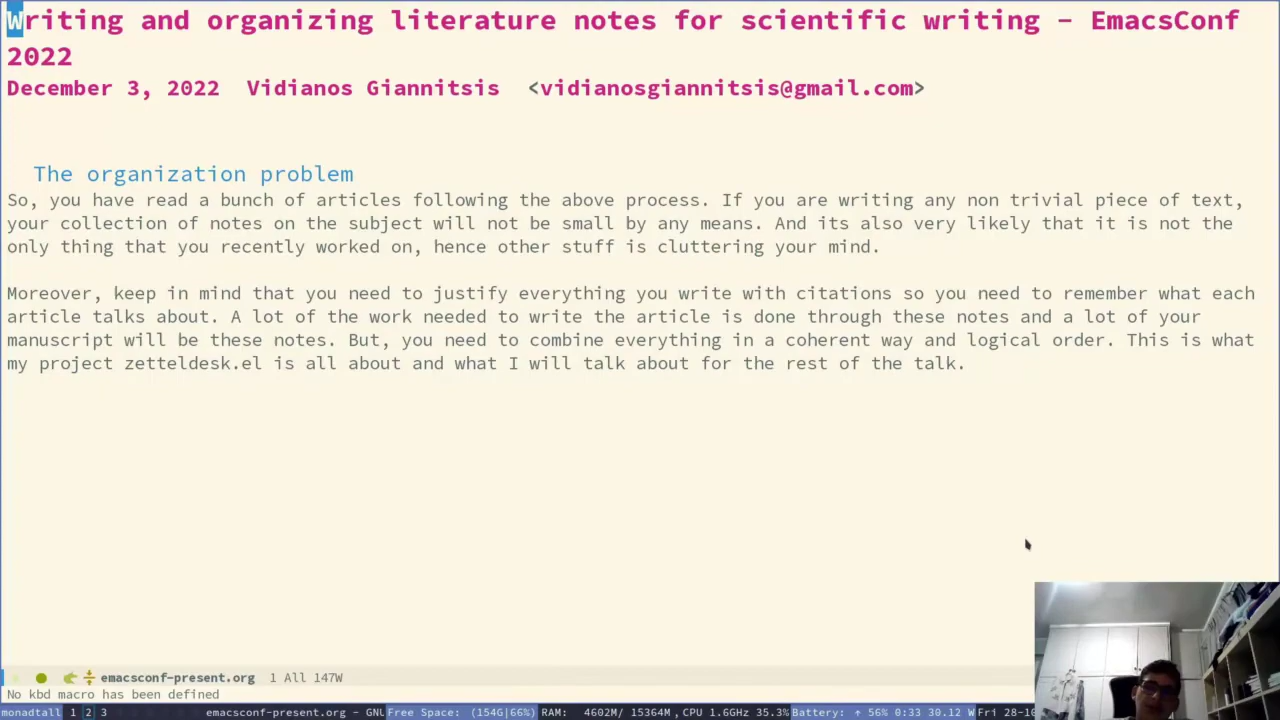 Writing and organizing literature notes for scientific writing - EmacsConf
2022
December 3, 2022  Vidianos Giannitsis  <vidianosgiannitsis@gmail.com>
The organization problem
So, you have read a bunch of articles following the above process. If you are writing any non trivial piece of text,
your collection of notes on the subject will not be small by any means. And its also very likely that it is not the
only thing that you recently worked on, hence other stuff is cluttering your mind.
Moreover, keep in mind that you need to justify everything you write with citations so you need to remember what each
article talks about. A lot of the work needed to write the article is done through these notes and a lot of your
manuscript will be these notes. But, you need to combine everything in a coherent way and logical order. This is what
my project zetteldesk.el is all about and what I will talk about for the rest of the talk.
emacsconf-present.org  1 All 147W
No kbd macro has been defined
monadtall 1 2 3 emacsconf-present.org - GNU Free Space: (154G|66%) RAM: 4602M/ 15364M, CPU 1.6GHz 35.3% Battery: ↑ 56% 0:33 30.12 W Fri 28-10